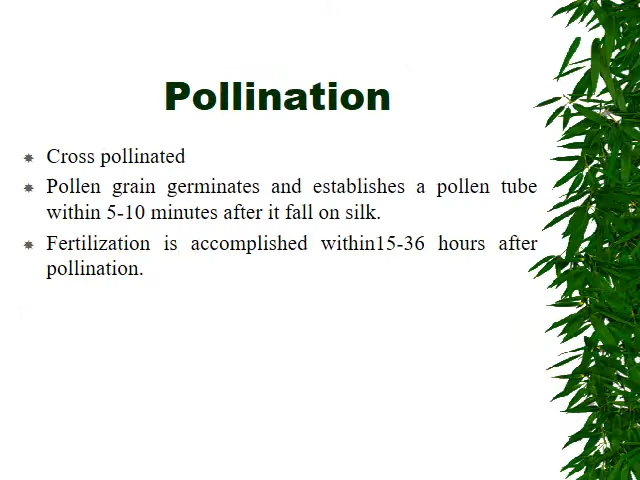 Pollination
Cross pollinated
Pollen grain germinates and establishes a pollen tube
within 5-10 minutes after it fall on silk.
Fertilization is accomplished within15-36 hours after
pollination.